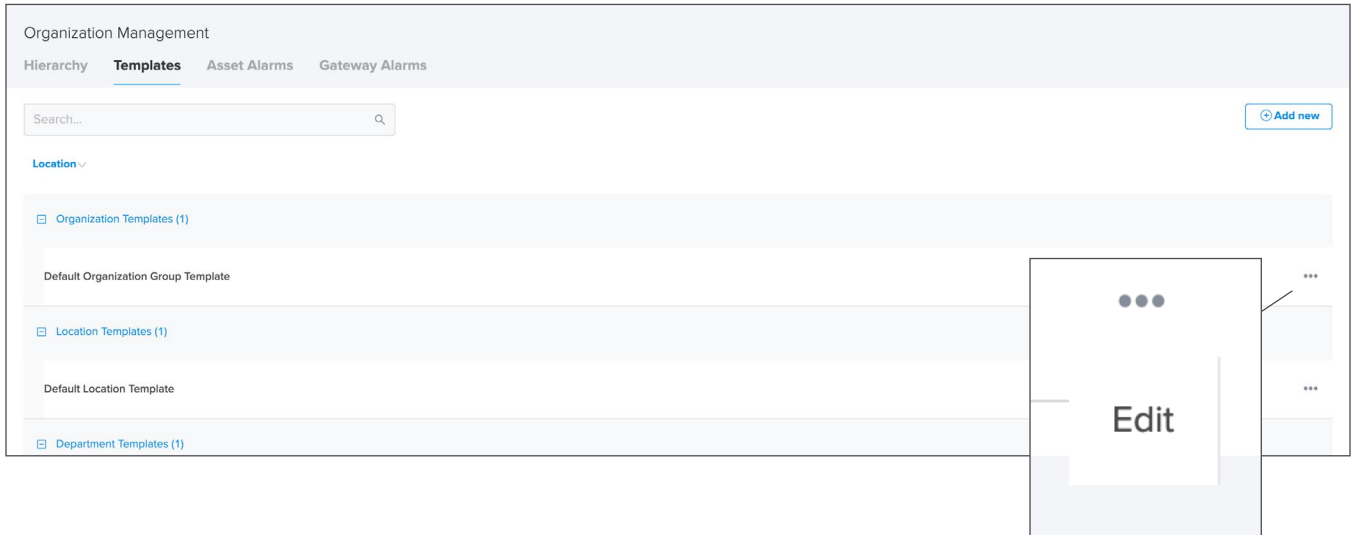 Organization Management
Hierarchy Templates Asset Alarms Gateway Alarms
Search...
Add new
Location
Organization Templates (1)
Default Organization Group Template
Location Templates (1)
Default Location Template
Department Templates (1)
Edit